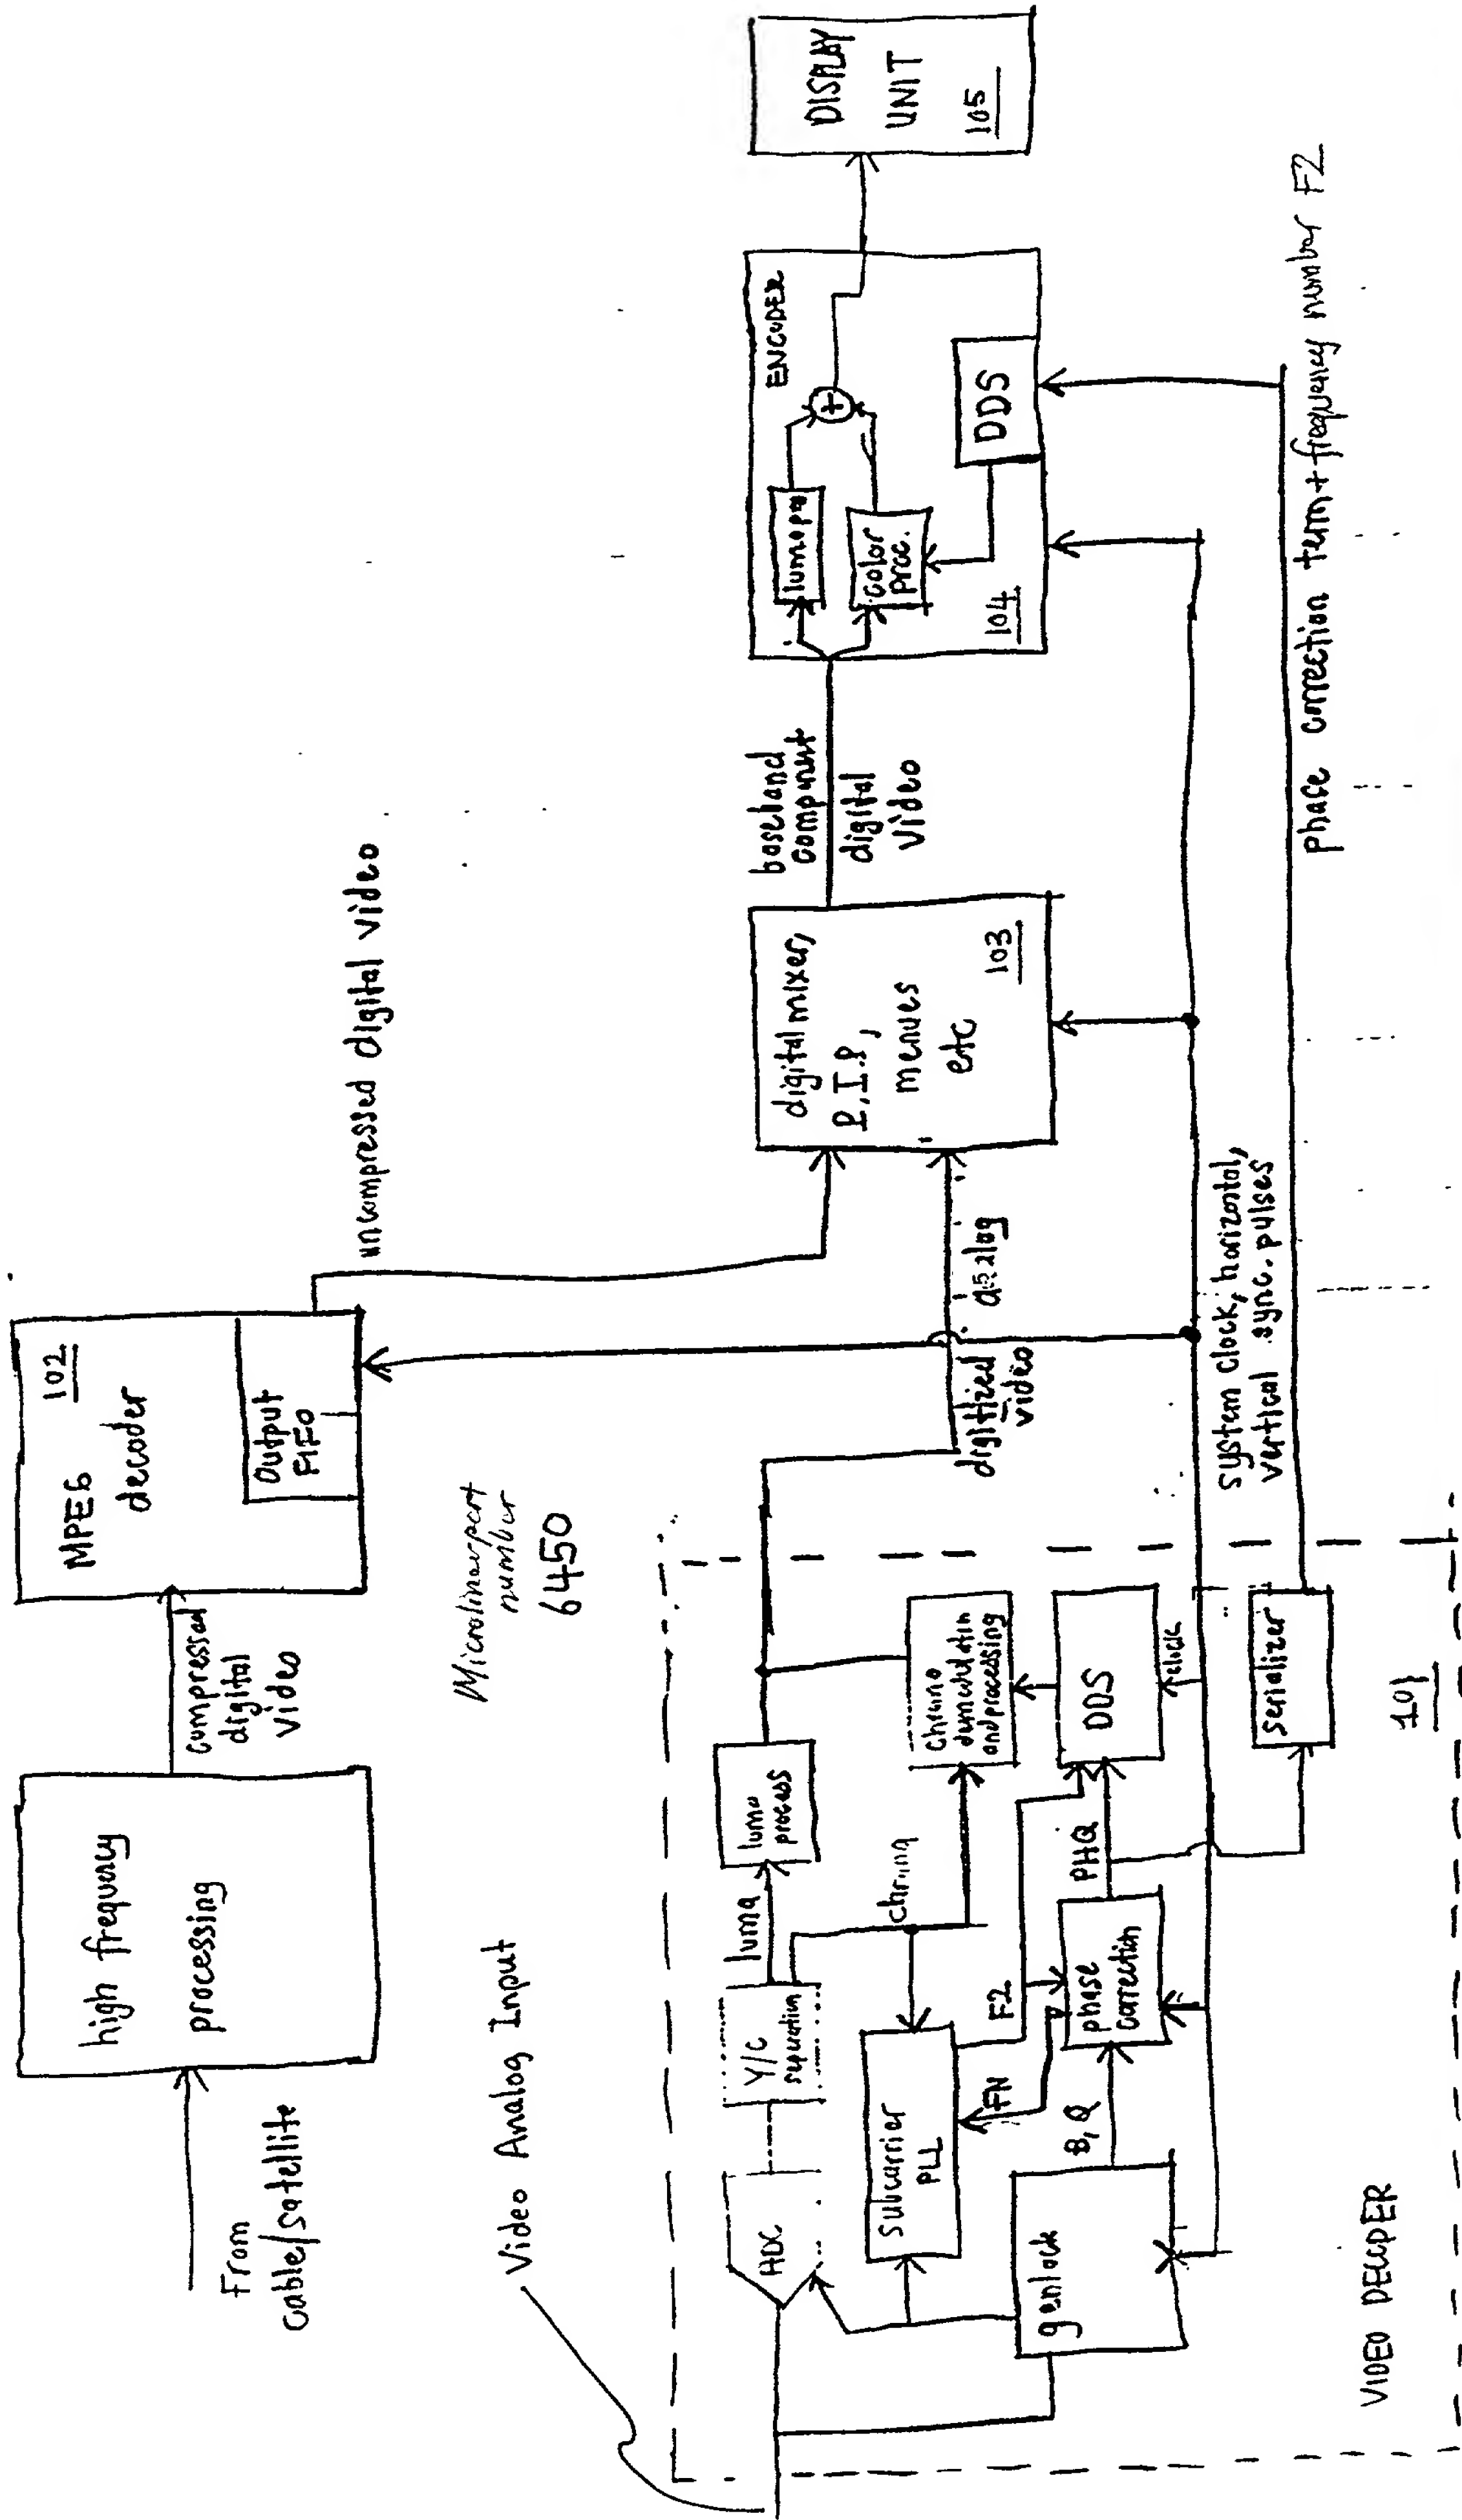 From
cable/satellite
high frequency
processing
compressed
digital
video
MPEG
102
decoder
Output
FIFO
uncompressed digital video
Video Analog Input
Microlinear part
number
6450
ADC
Y/C
separation
luma
luma
process
chroma
subcarrier
PLL
FN
F2
chroma
demodulation
and processing
genlock
B, Q
phase
correction
PHQ
DDS
clock
serializer
VIDEO DECODER
101
digitized analog
video
system clock, horizontal,
vertical sync. pulses
digital mixer,
P.I.P,
menues
etc
103
baseband
component
digital
video
ENCODER
color
proc.
DDS
104
phase correction term + frequency number F2
DISPLAY
UNIT
105